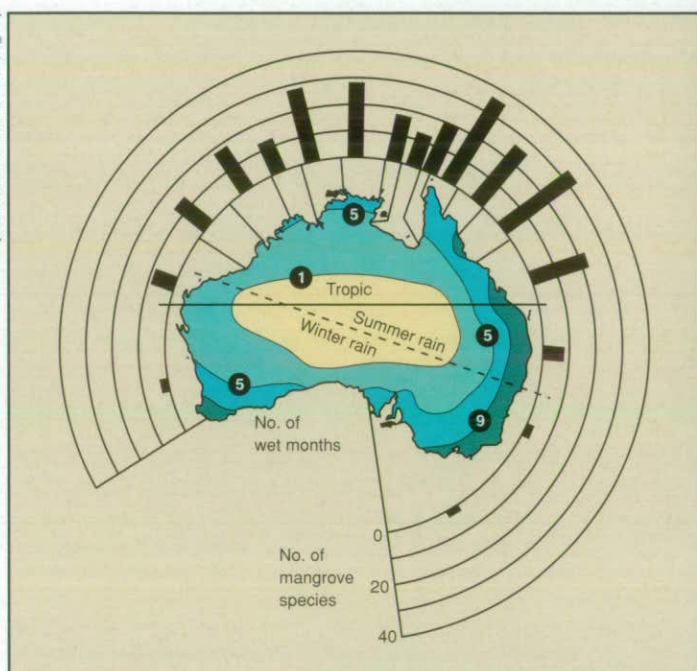 5
1
Tropic
Summer rain
Winter rain
5
5
9
No. of
wet months
0
No. of
mangrove
species
20
40